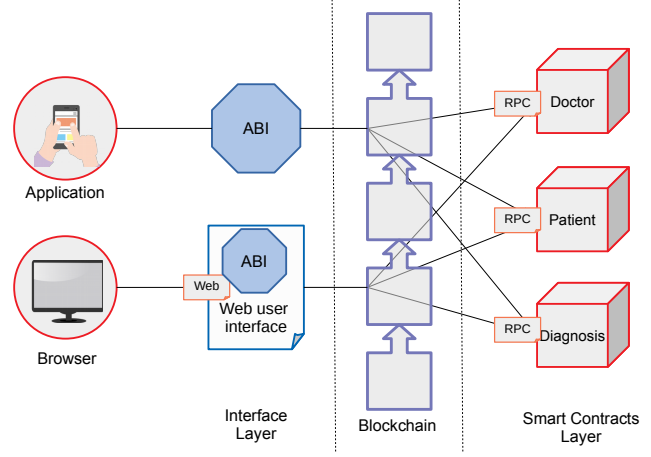 ABI
RPC
Doctor
Application
RPC
Patient
ABI
Web
Web user
interface
RPC
Diagnosis
Browser
Interface
Layer
Blockchain
Smart Contracts
Layer